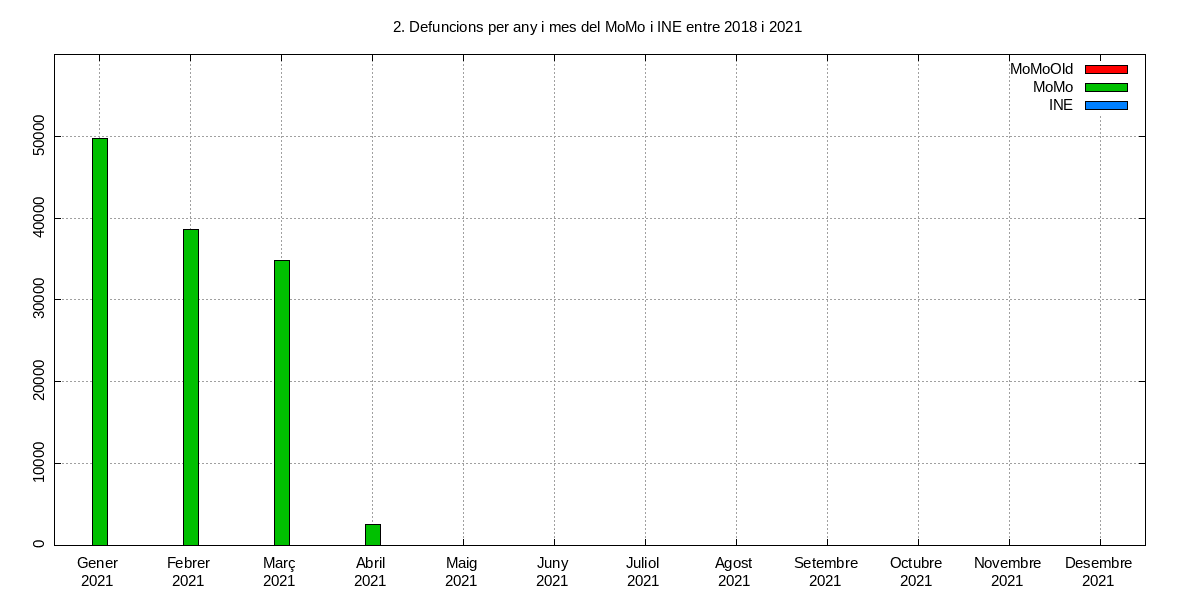 2. Defuncions per any i mes del MoMo i INE entre 2018 i 2021
MoMoOld
MoMo
INE
50000
40000
30000
20000
10000
0
Gener Febrer Març Abril Maig Juny Juliol Agost Setembre Octubre Novembre Desembre
2021 2021 2021 2021 2021 2021 2021 2021 2021 2021 2021 2021